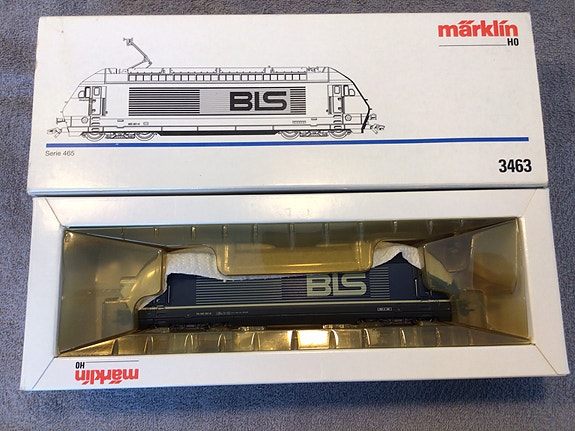 märklin
HO
BLS
Serie 465
3463
BLS
märklin
HO